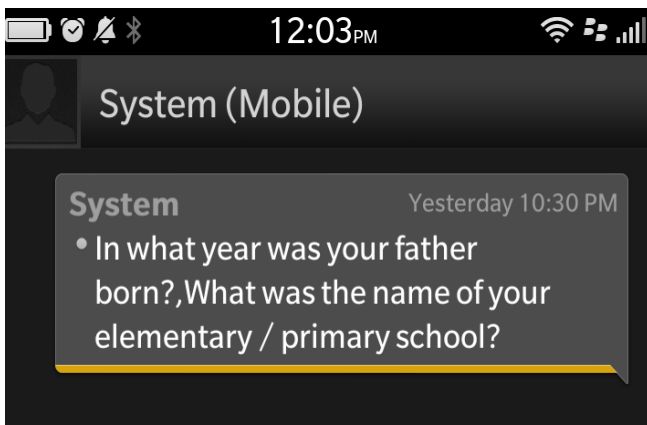 12:03PM
System (Mobile)
System Yesterday 10:30 PM
In what year was your father
born?,What was the name of your
elementary / primary school?